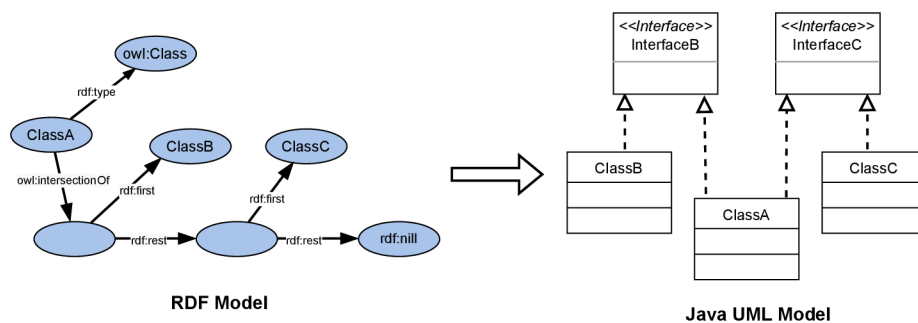 owl:Class
rdf:type
ClassA
ClassB
ClassC
owl:intersectionOf
rdf:first
rdf:first
rdf:rest
rdf:rest
rdf:nill
RDF Model
<<Interface>>
InterfaceB
<<Interface>>
InterfaceC
ClassB
ClassC
ClassA
Java UML Model